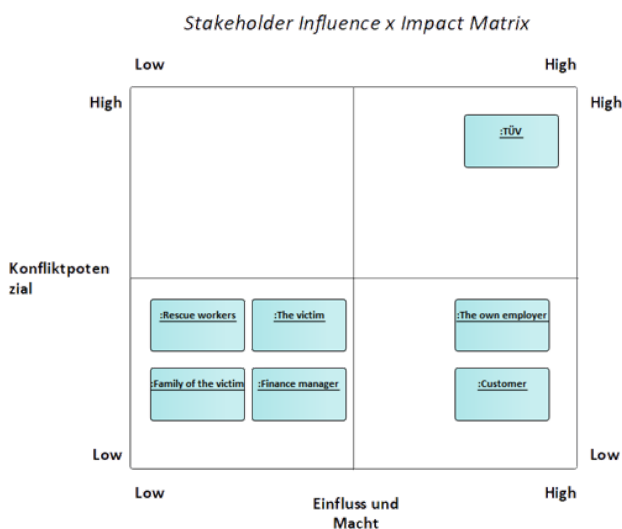 Stakeholder Influence x Impact Matrix
Low High
High High
:TÜV
Konfliktpoten
zial
:Rescue workers :The victim :The own employer
:Family of the victim :Finance manager :Customer
Low Low
Low High
Einfluss und
Macht